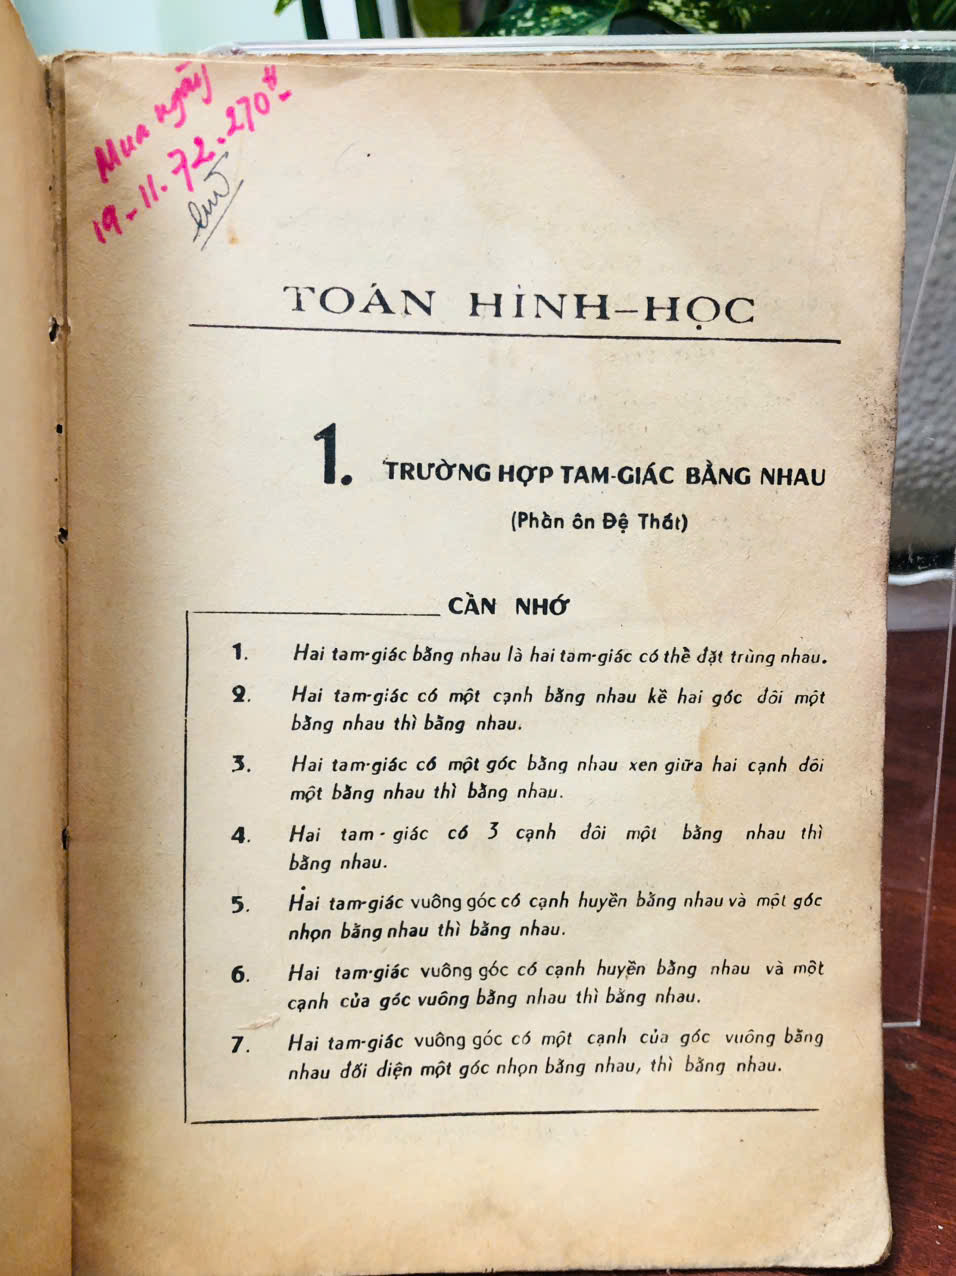 Mua ngày
19-11.72.270đ-
TOÁN HÌNH-HỌC
1. TRƯỜNG HỢP TAM-GIÁC BẰNG NHAU
(Phần ôn Đệ Thất)
CẦN NHỚ
1. Hai tam-giác bằng nhau là hai tam-giác có thể đặt trùng nhau.
2. Hai tam-giác có một cạnh bằng nhau kề hai góc đôi một
bằng nhau thì bằng nhau.
3. Hai tam-giác có một góc bằng nhau xen giữa hai cạnh đôi
một bằng nhau thì bằng nhau.
4. Hai tam-giác có 3 cạnh đôi một bằng nhau thì
bằng nhau.
5. Hai tam-giác vuông góc có cạnh huyền bằng nhau và một góc
nhọn bằng nhau thì bằng nhau.
6. Hai tam-giác vuông góc có cạnh huyền bằng nhau và một
cạnh của góc vuông bằng nhau thì bằng nhau.
7. Hai tam-giác vuông góc có một cạnh của góc vuông bằng
nhau đối diện một góc nhọn bằng nhau, thì bằng nhau.